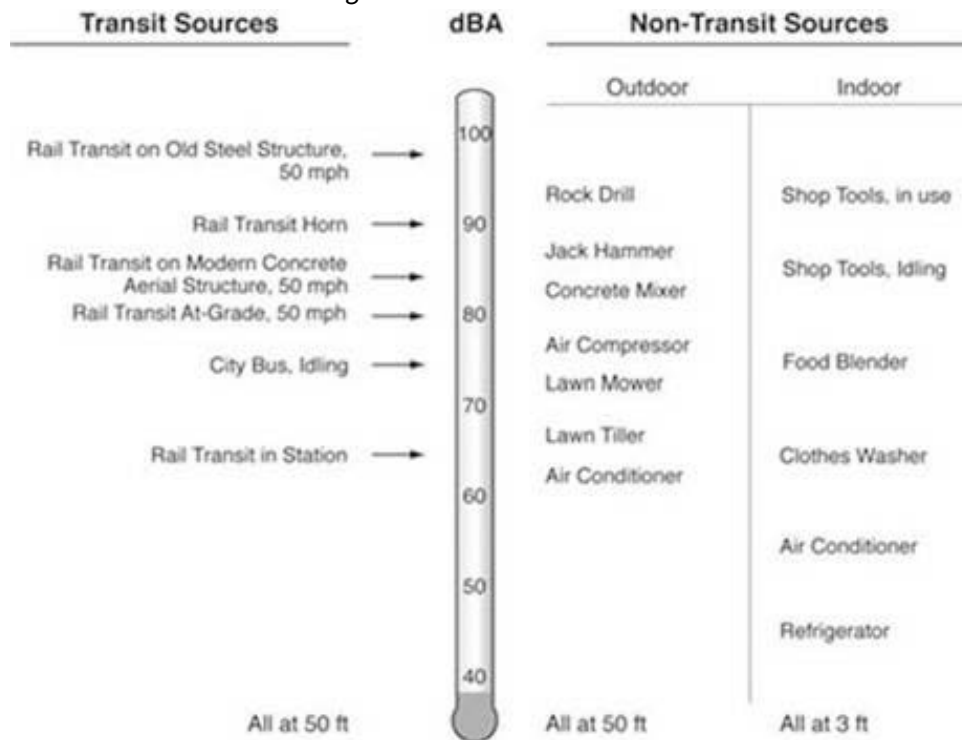 Transit Sources
dBA
Non-Transit Sources
Outdoor
Indoor
Rail Transit on Old Steel Structure,
50 mph
Rail Transit Horn
Rail Transit on Modern Concrete
Aerial Structure, 50 mph
Rail Transit At-Grade, 50 mph
City Bus, Idling
Rail Transit in Station
All at 50 ft
100
90
80
70
60
50
40
Rock Drill
Jack Hammer
Concrete Mixer
Air Compressor
Lawn Mower
Lawn Tiller
Air Conditioner
All at 50 ft
Shop Tools, in use
Shop Tools, Idling
Food Blender
Clothes Washer
Air Conditioner
Refrigerator
All at 3 ft